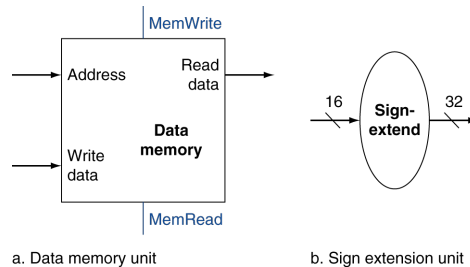 MemWrite
Address
Read
data
Data
memory
Write
data
MemRead
a. Data memory unit
16
Sign-
extend
32
b. Sign extension unit